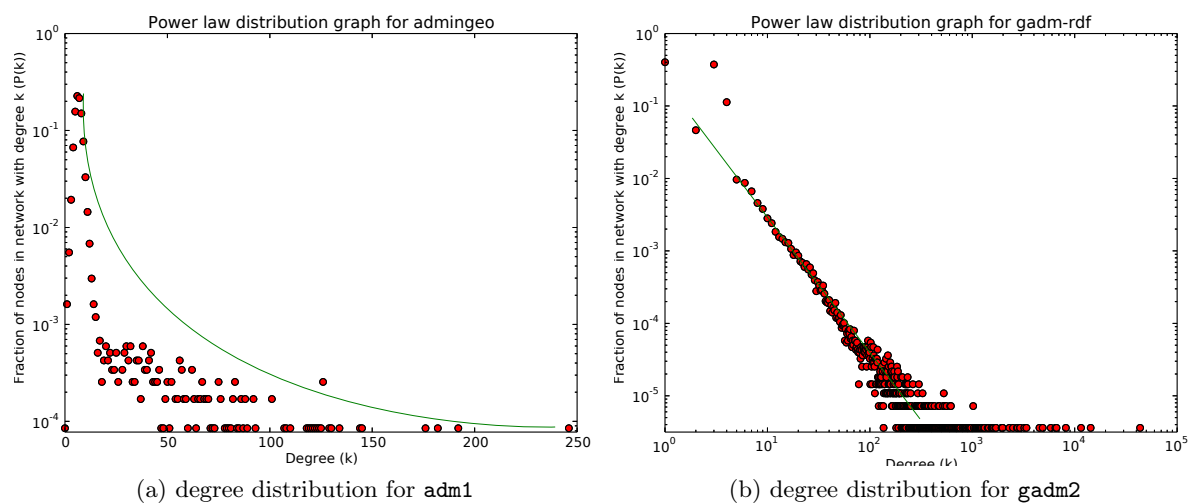 Power law distribution graph for admingeo
Fraction of nodes in network with degree k (P(k))
10^0
10^-1
10^-2
10^-3
10^-4
0
50
100
150
200
250
Degree (k)
(a) degree distribution for adm1
Power law distribution graph for gadm-rdf
Fraction of nodes in network with degree k (P(k))
10^0
10^-1
10^-2
10^-3
10^-4
10^-5
10^0
10^1
10^2
10^3
10^4
10^5
Degree (k)
(b) degree distribution for gadm2